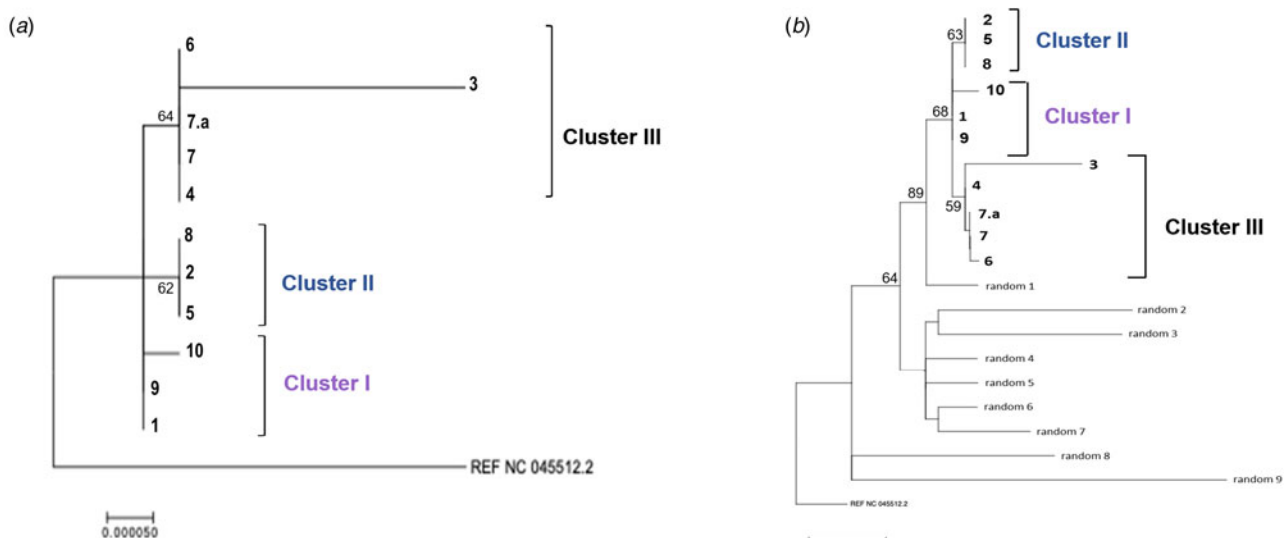 (a)
6
3
64
7.a
7
4
Cluster III
8
2
62
5
Cluster II
10
9
1
Cluster I
REF NC 045512.2
0.000050
(b)
2
63
5
8
Cluster II
10
68
1
9
Cluster I
3
89
4
59
7.a
7
6
Cluster III
64
random 1
random 2
random 3
random 4
random 5
random 6
random 7
random 8
random 9
REF NC 045512.2